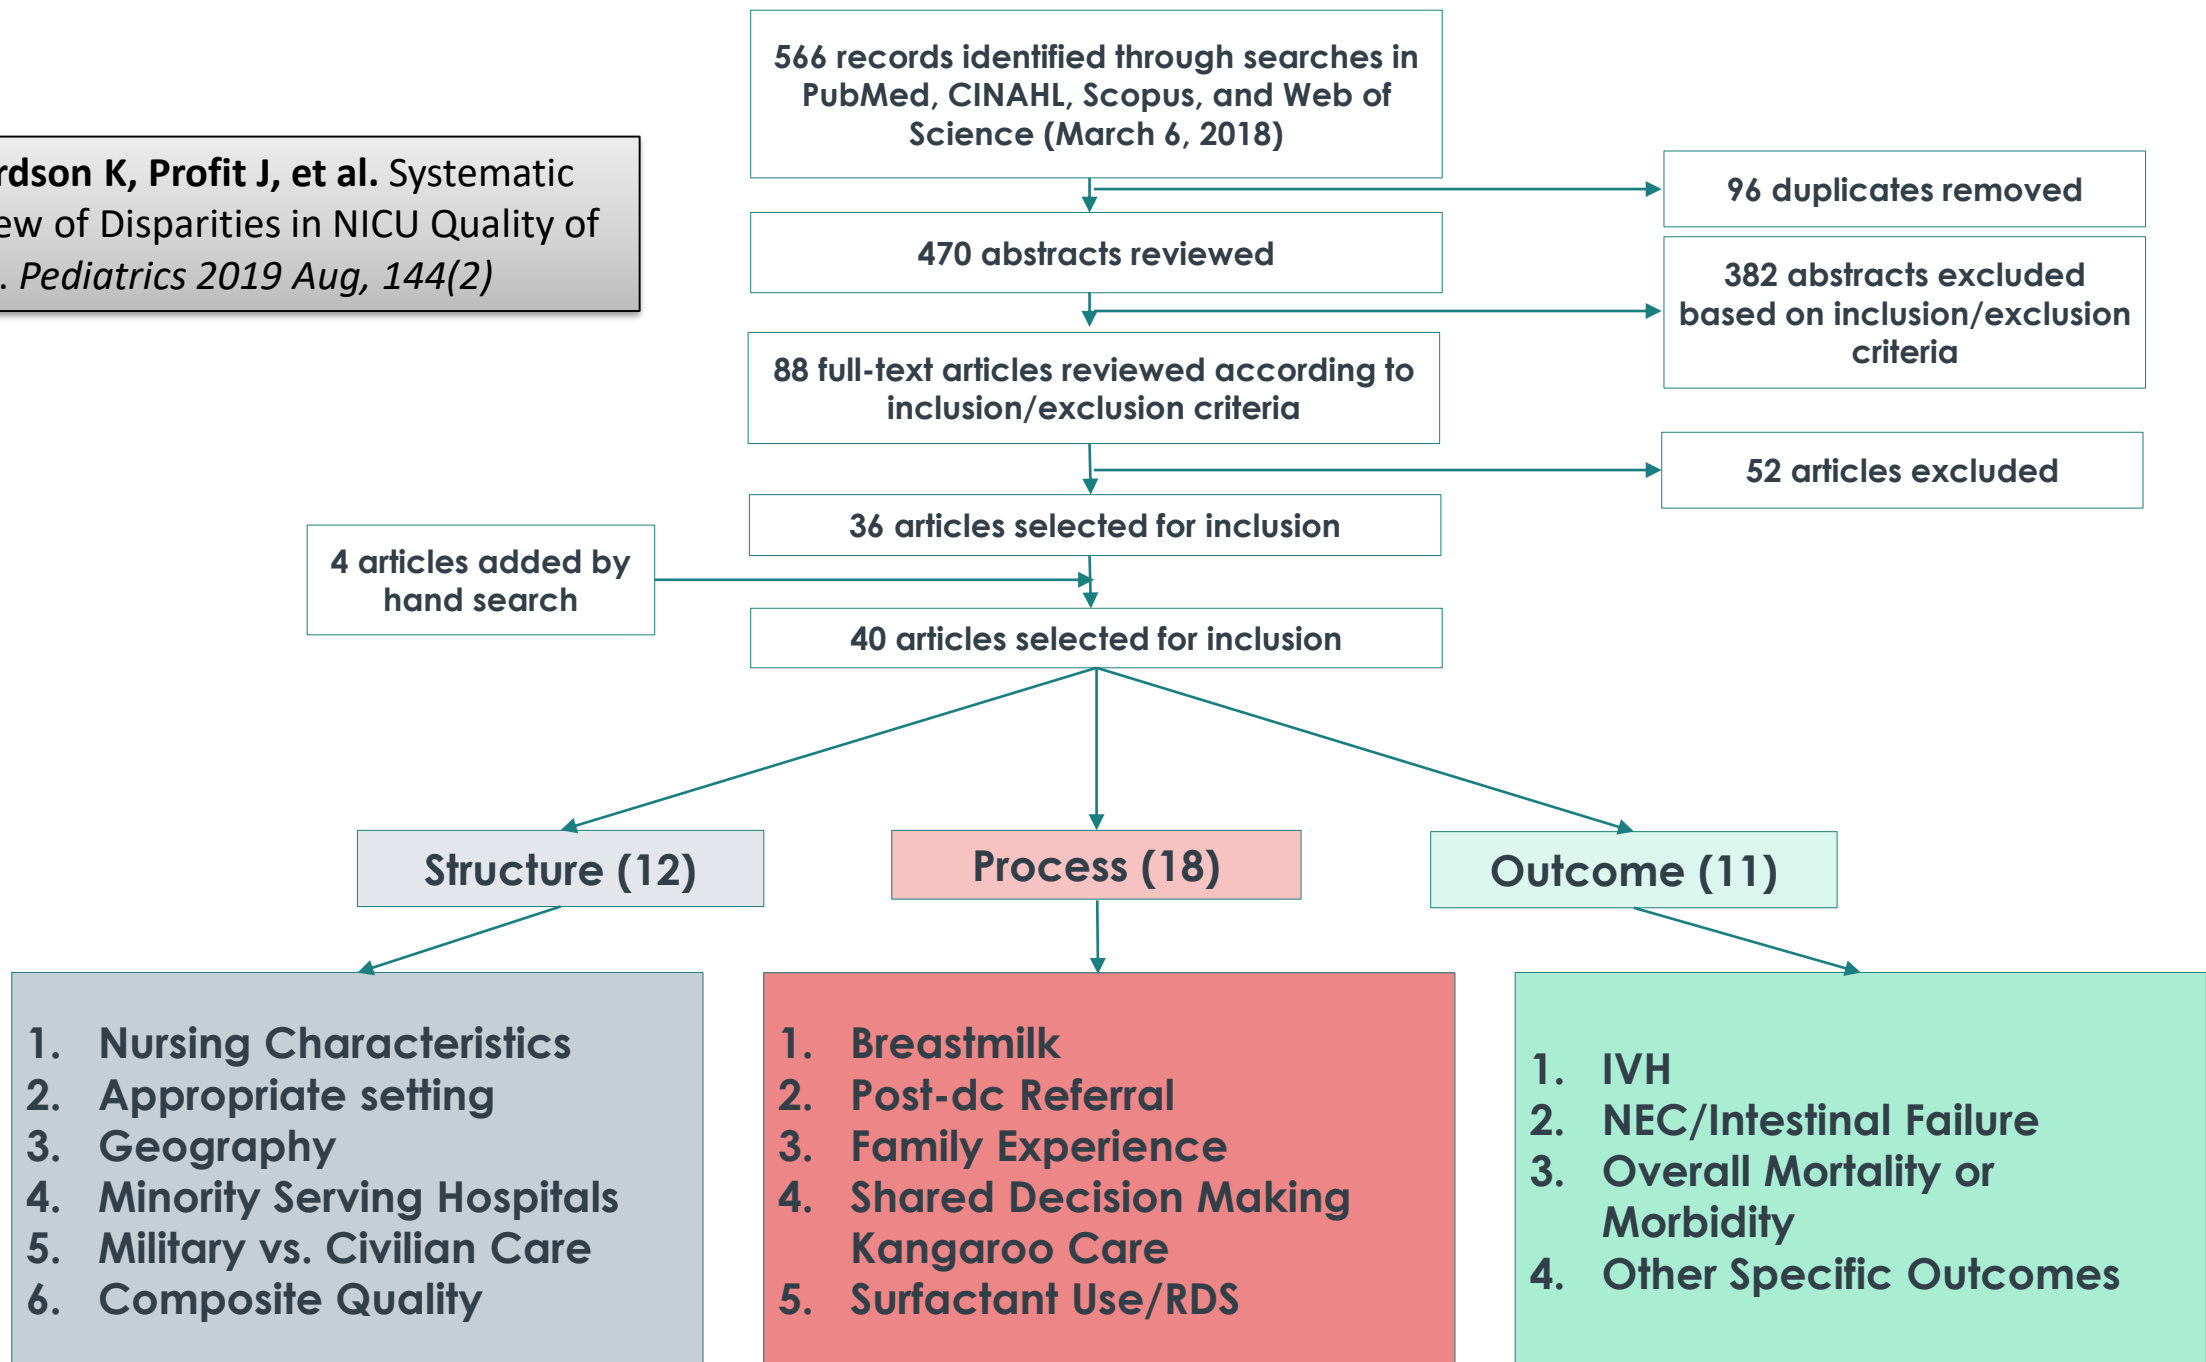 566 records identified through searches in
PubMed, CINAHL, Scopus, and Web of
Science (March 6, 2018)
K, Profit J, et al. Systematic
of Disparities in NICU Quality of
Pediatrics 2019 Aug, 144(2)
96 duplicates removed
470 abstracts reviewed
382 abstracts excluded
based on inclusion/exclusion
criteria
88 full-text articles reviewed according to
inclusion/exclusion criteria
52 articles excluded
36 articles selected for inclusion
4 articles added by
hand search
40 articles selected for inclusion
Structure (12)
Process (18)
Outcome (11)
1. Nursing Characteristics
2. Appropriate setting
3. Geography
4. Minority Serving Hospitals
5. Military vs. Civilian Care
6. Composite Quality
1. Breastmilk
2. Post-dc Referral
3. Family Experience
4. Shared Decision Making
Kangaroo Care
5. Surfactant Use/RDS
1. IVH
2. NEC/Intestinal Failure
3. Overall Mortality or
Morbidity
4. Other Specific Outcomes